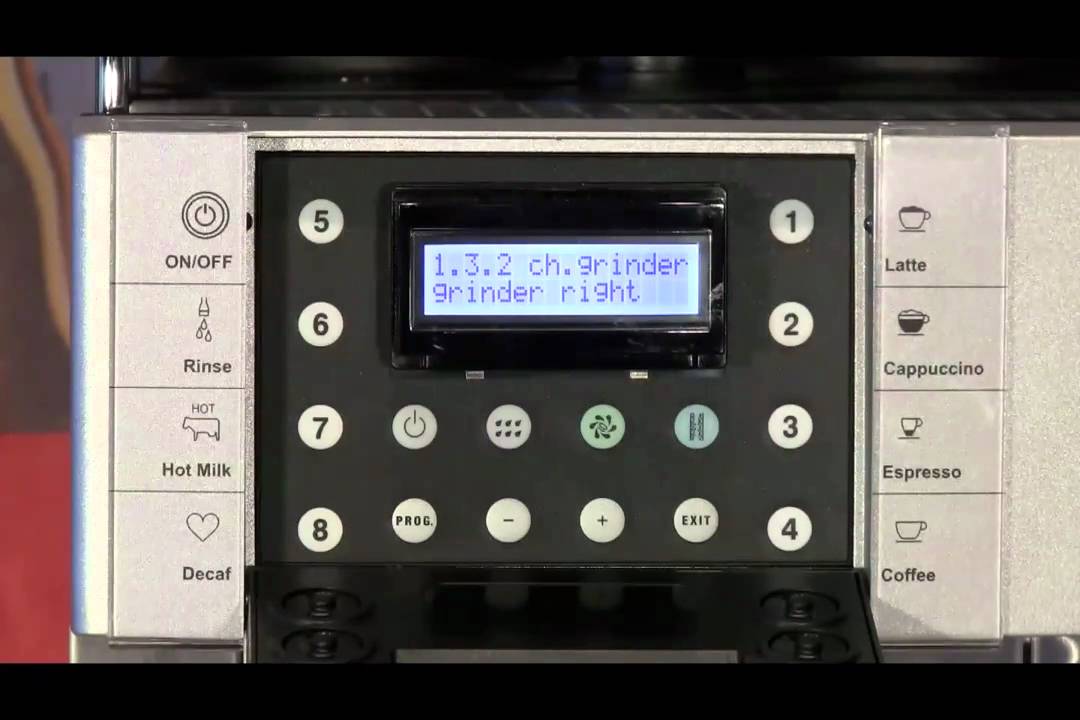 ON/OFF
Rinse
HOT
Hot Milk
Decaf
5
6
7
8
1.3.2 ch.grinder
grinder right
PROG.
−
+
EXIT
1
2
3
4
Latte
Cappuccino
Espresso
Coffee